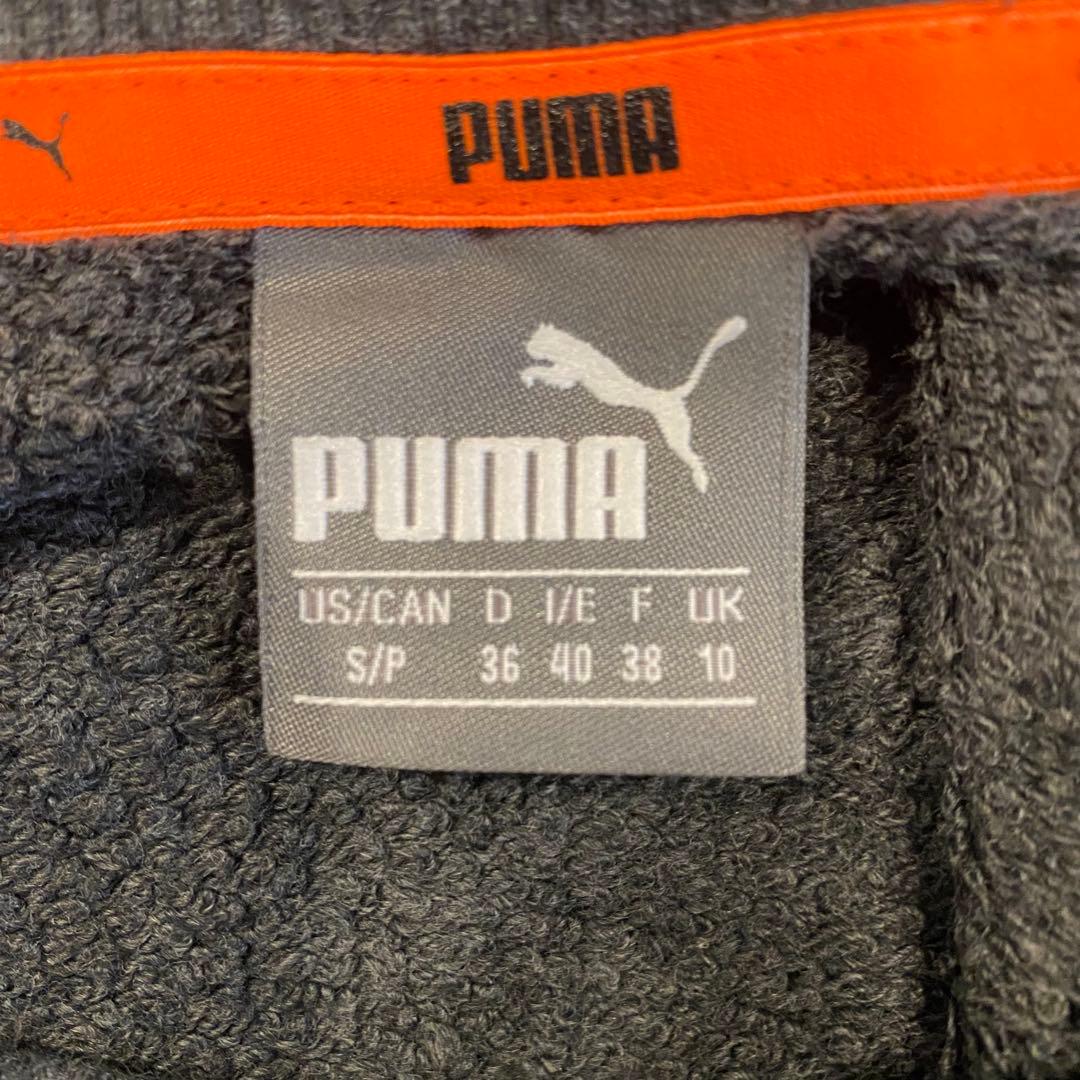 PUMA
PUMA
US/CAN D I/E F UK
S/P 36 40 38 10